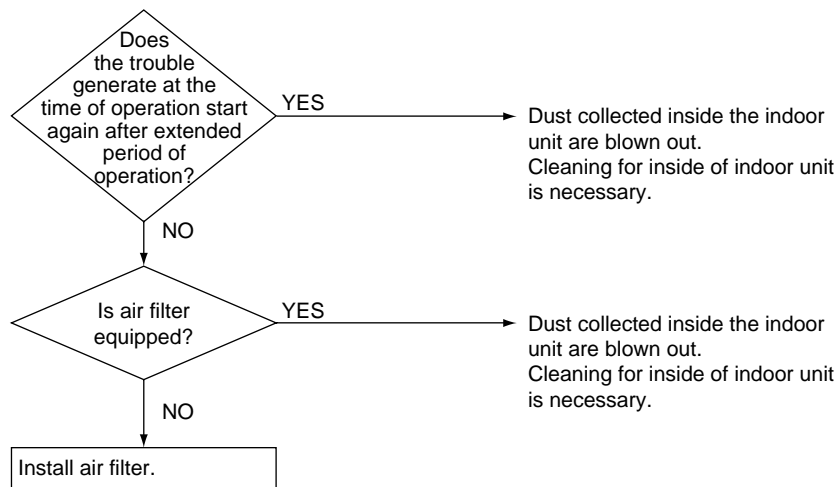 Does
the trouble
generate at the
time of operation start
again after extended
period of
operation?
YES
Dust collected inside the indoor
unit are blown out.
Cleaning for inside of indoor unit
is necessary.
NO
Is air filter
equipped?
YES
Dust collected inside the indoor
unit are blown out.
Cleaning for inside of indoor unit
is necessary.
NO
Install air filter.